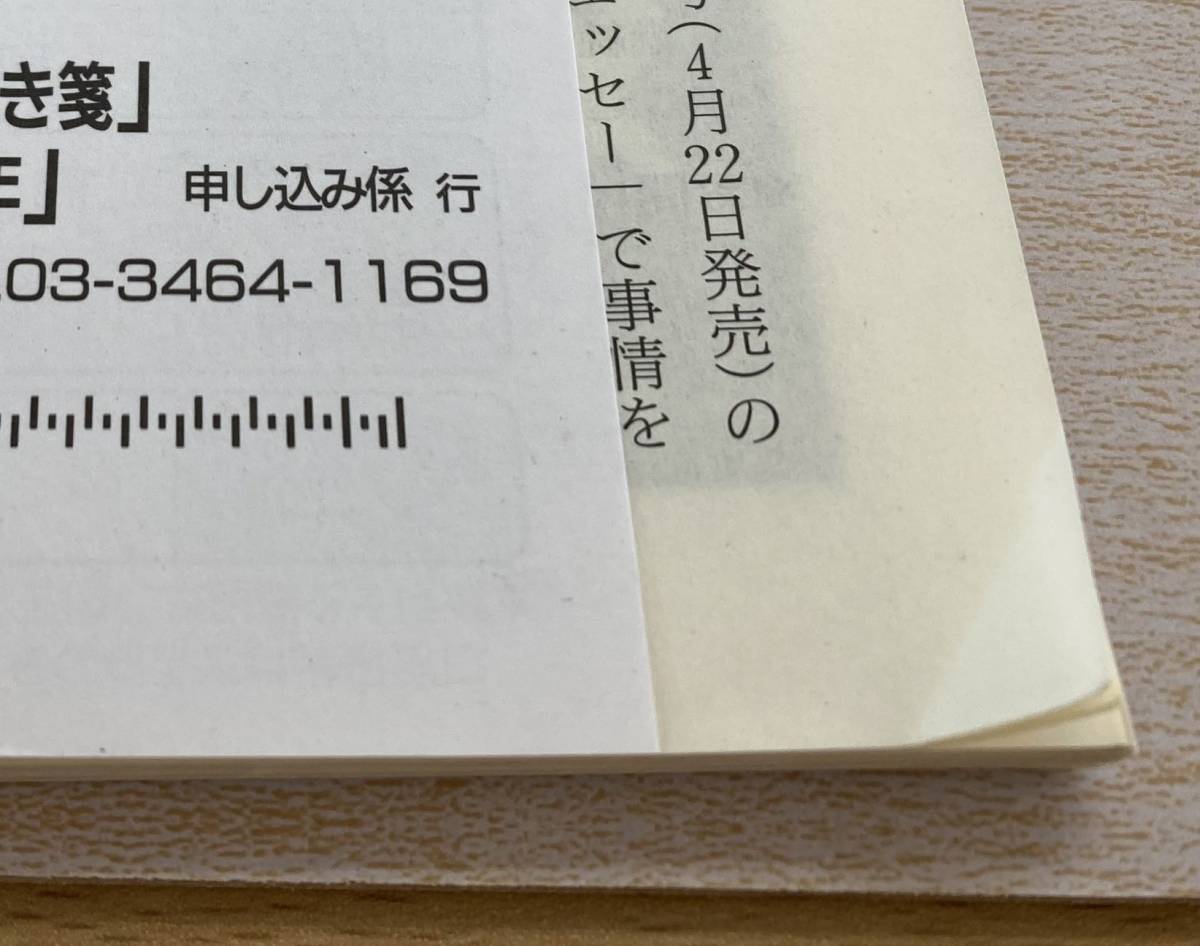 き箋」
年」 申し込み係 行
.03-3464-1169
(4月22日発売)の
ッセー―で事情を